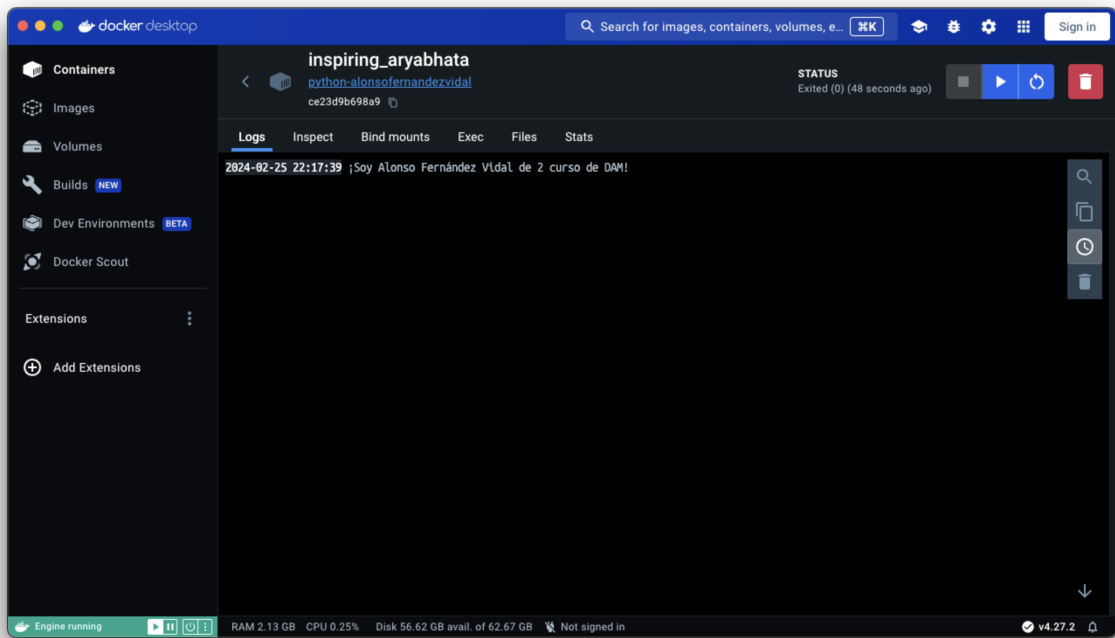 docker desktop
Search for images, containers, volumes, e... ⌘K
Sign in
Containers
Images
Volumes
Builds NEW
Dev Environments BETA
Docker Scout
Extensions
Add Extensions
inspiring_aryabhata
python-alonsofernandezvidal
ce23d9b698a9
STATUS
Exited (0) (48 seconds ago)
Logs Inspect Bind mounts Exec Files Stats
2024-02-25 22:17:39 ¡Soy Alonso Fernández Vidal de 2 curso de DAM!
Engine running
RAM 2.13 GB CPU 0.25% Disk 56.62 GB avail. of 62.67 GB Not signed in
v4.27.2